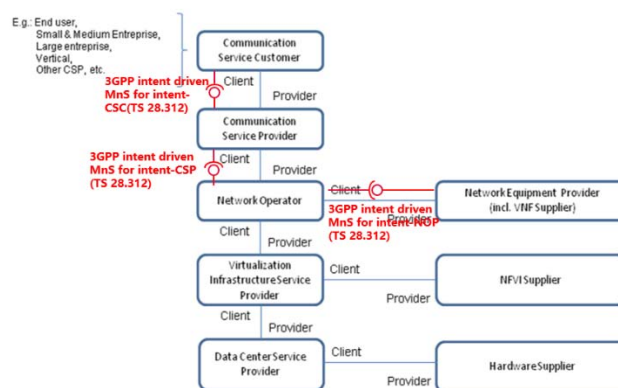 E.g.: End user,
Small & Medium Entreprise,
Large entreprise,
Vertical,
Other CSP, etc.
Communication
Service Customer
3GPP intent driven
MnS for intent-
CSC(TS 28.312)
Client
Provider
Communication
Service Provider
3GPP intent driven
MnS for intent-CSP
(TS 28.312)
Client
Provider
Network Operator
Client
Provider
3GPP intent driven
MnS for intent-NOP
(TS 28.312)
Network Equipment Provider
(incl. VNF Supplier)
Client
Provider
Virtualization
Infrastructure Service
Provider
Client
Provider
NFVI Supplier
Client
Provider
Data Center Service
Provider
Client
Provider
Hardware Supplier